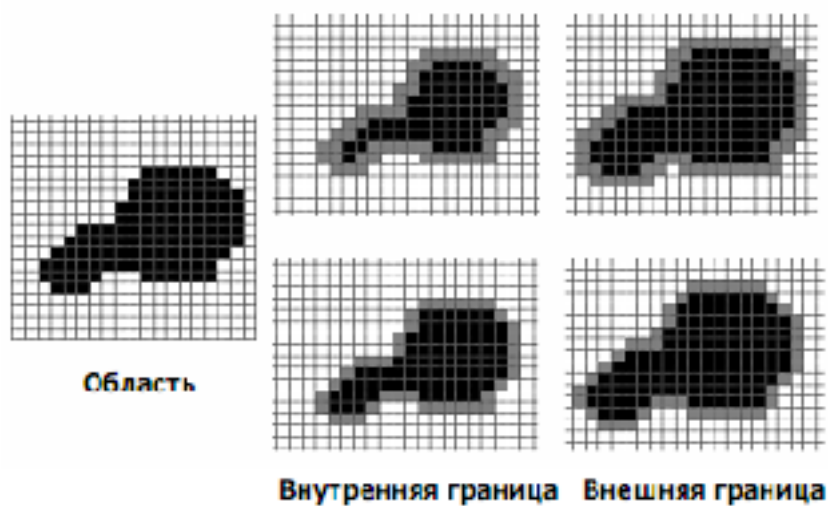 Область
Внутренняя граница
Внешняя граница